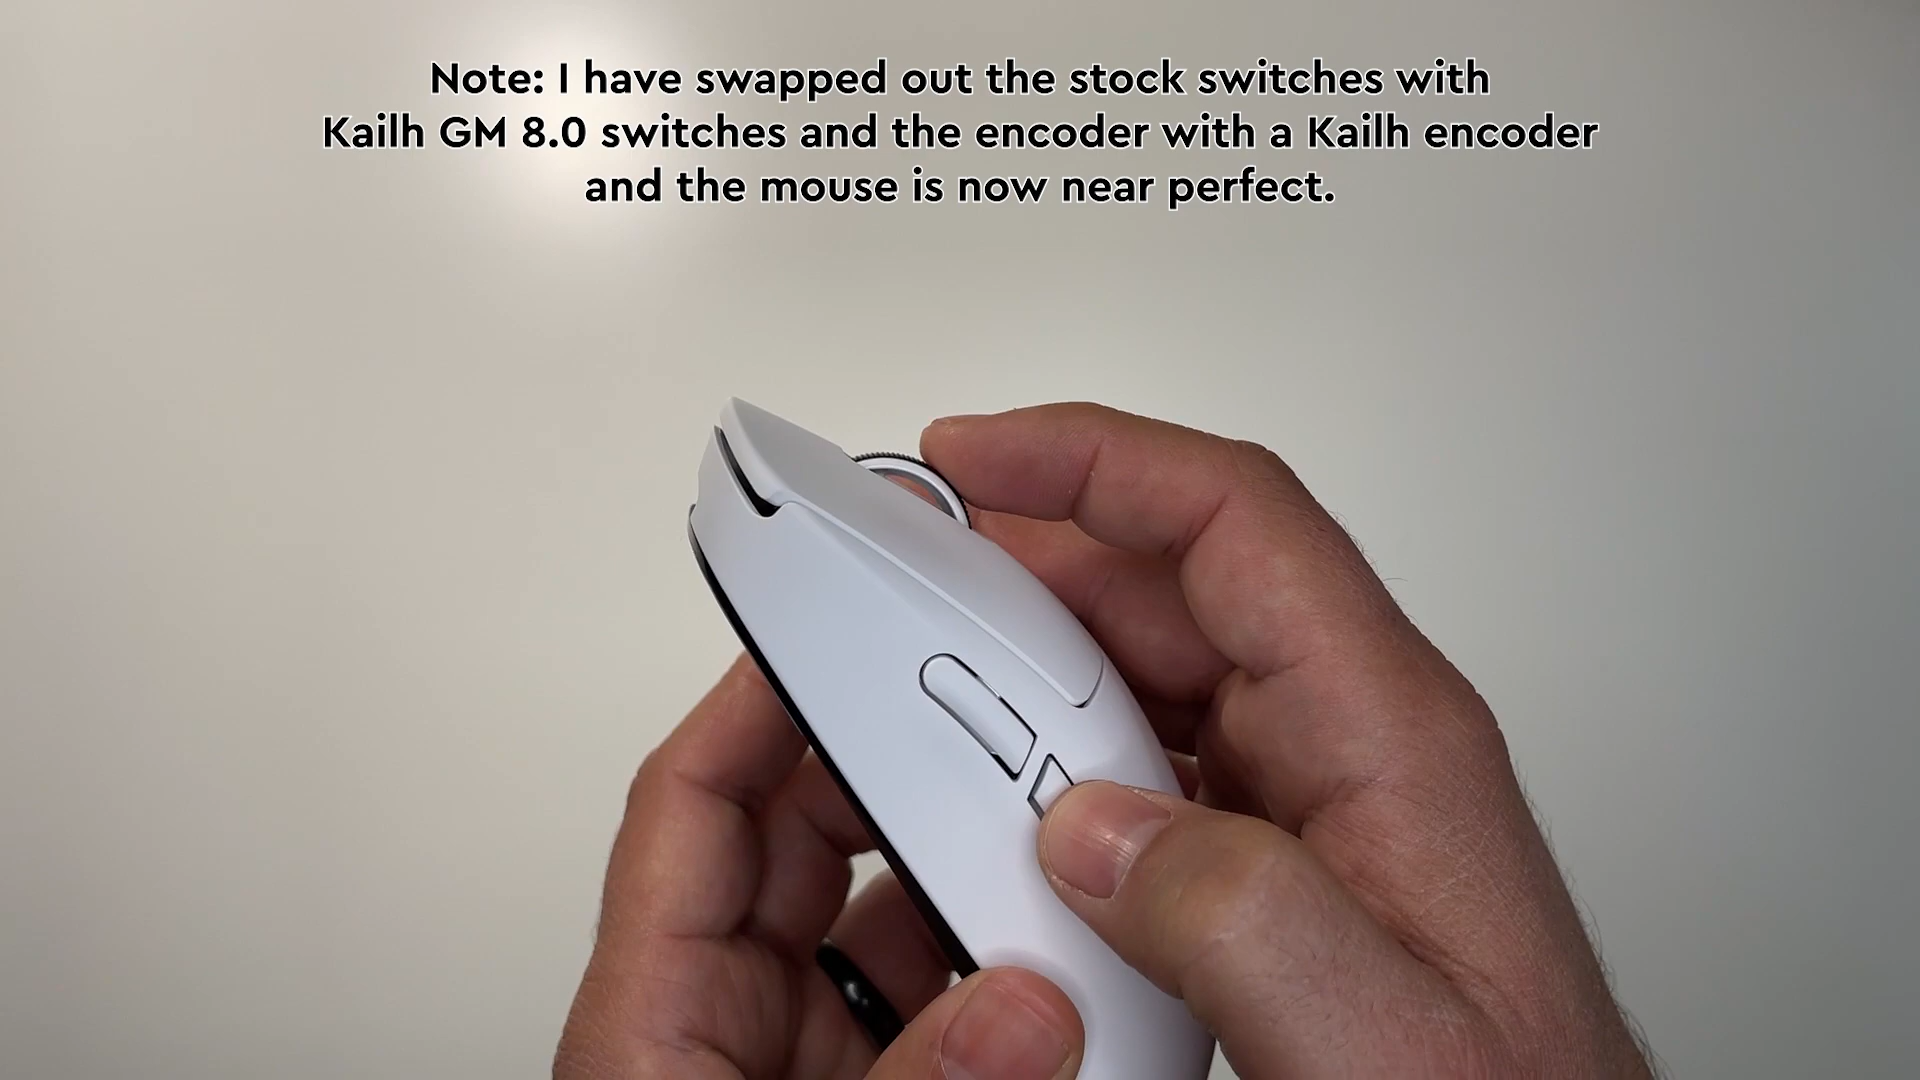 Note: I have swapped out the stock switches with
Kailh GM 8.0 switches and the encoder with a Kailh encoder
and the mouse is now near perfect.